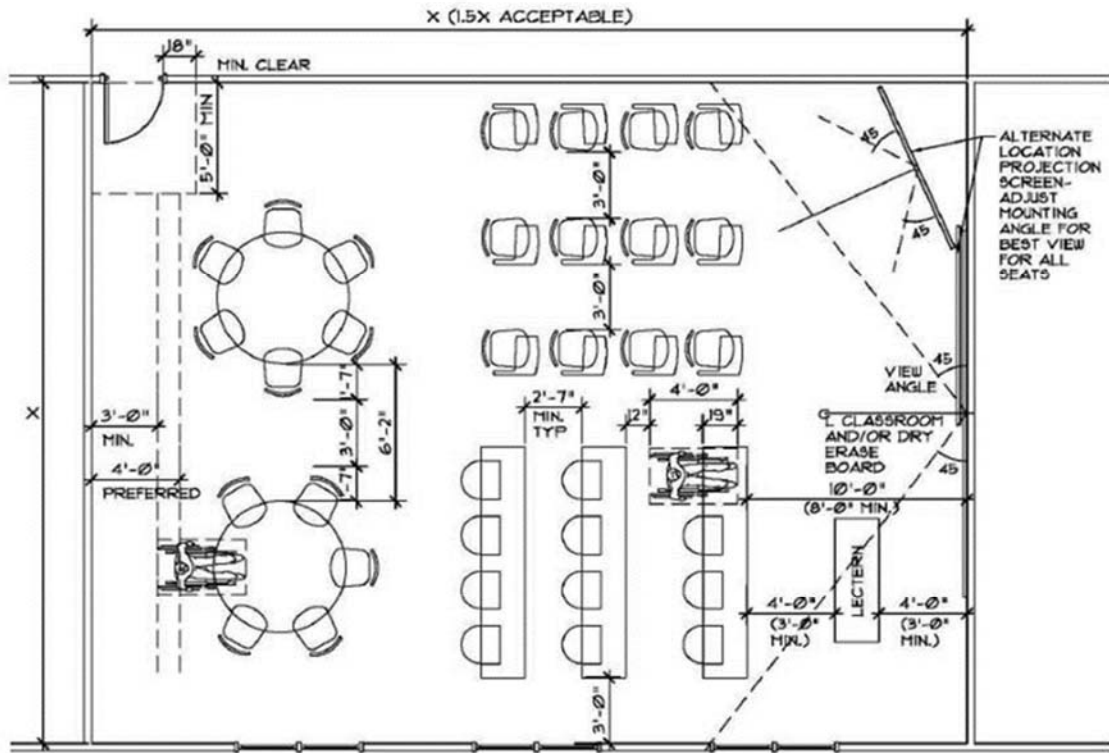 X (1.5X ACCEPTABLE)
18"
MIN. CLEAR
5'-0" MIN
45
ALTERNATE
LOCATION
PROJECTION
SCREEN-
ADJUST
MOUNTING
ANGLE FOR
BEST VIEW
FOR ALL
SEATS
45
3'-0"
3'-0"
45
VIEW
ANGLE
X
3'-0"
MIN.
4'-0"
PREFERRED
1'-7"
3'-0"
6'-2"
1'-7"
2'-7"
MIN.
TYP
12"
4'-0"
19"
℄ CLASSROOM
AND/OR DRY
ERASE
BOARD
45
10'-0"
(8'-0" MIN.)
LECTERN
4'-0"/
(3'-0"
MIN.)
4'-0"
(3'-0"
MIN.)
3'-0"